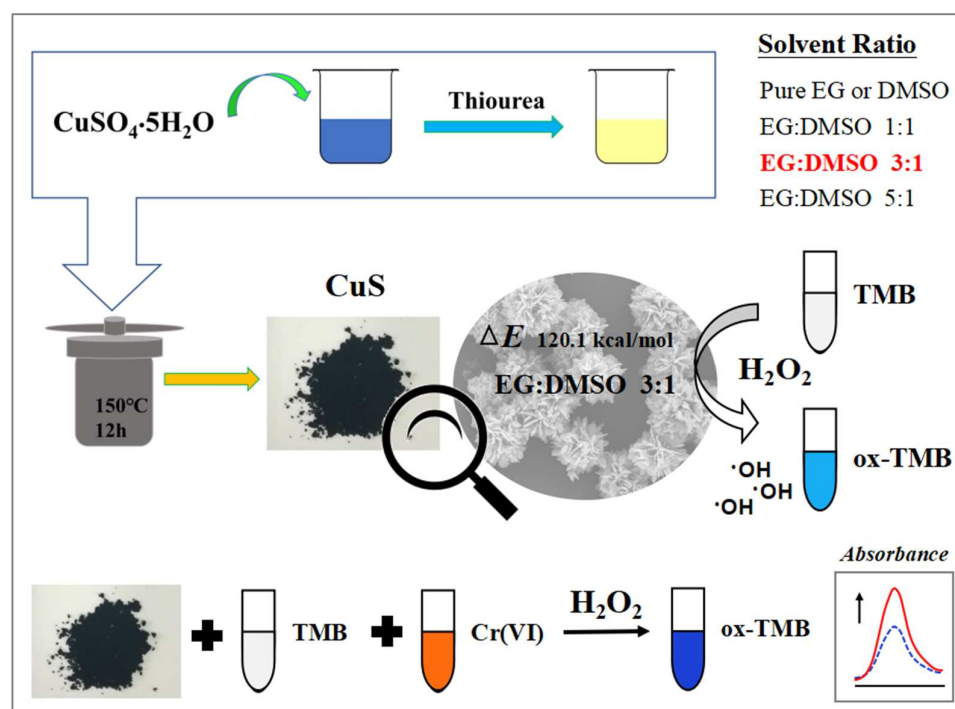 Solvent Ratio
Pure EG or DMSO
EG:DMSO 1:1
EG:DMSO 3:1
EG:DMSO 5:1
CuSO₄·5H₂O
Thiourea
150℃
12h
CuS
△E 120.1 kcal/mol
EG:DMSO 3:1
TMB
H₂O₂
ox-TMB
·OH
·OH
·OH
TMB
Cr(VI)
H₂O₂
ox-TMB
Absorbance